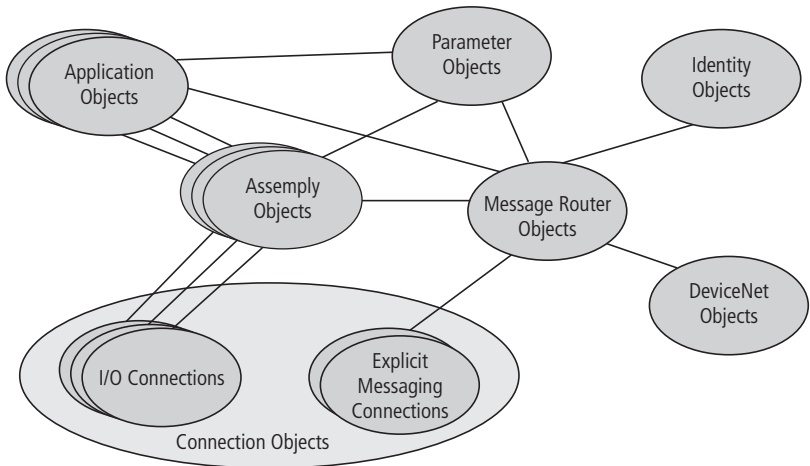 Application
Objects
Parameter
Objects
Identity
Objects
Assemply
Objects
Message Router
Objects
DeviceNet
Objects
I/O Connections
Explicit
Messaging
Connections
Connection Objects